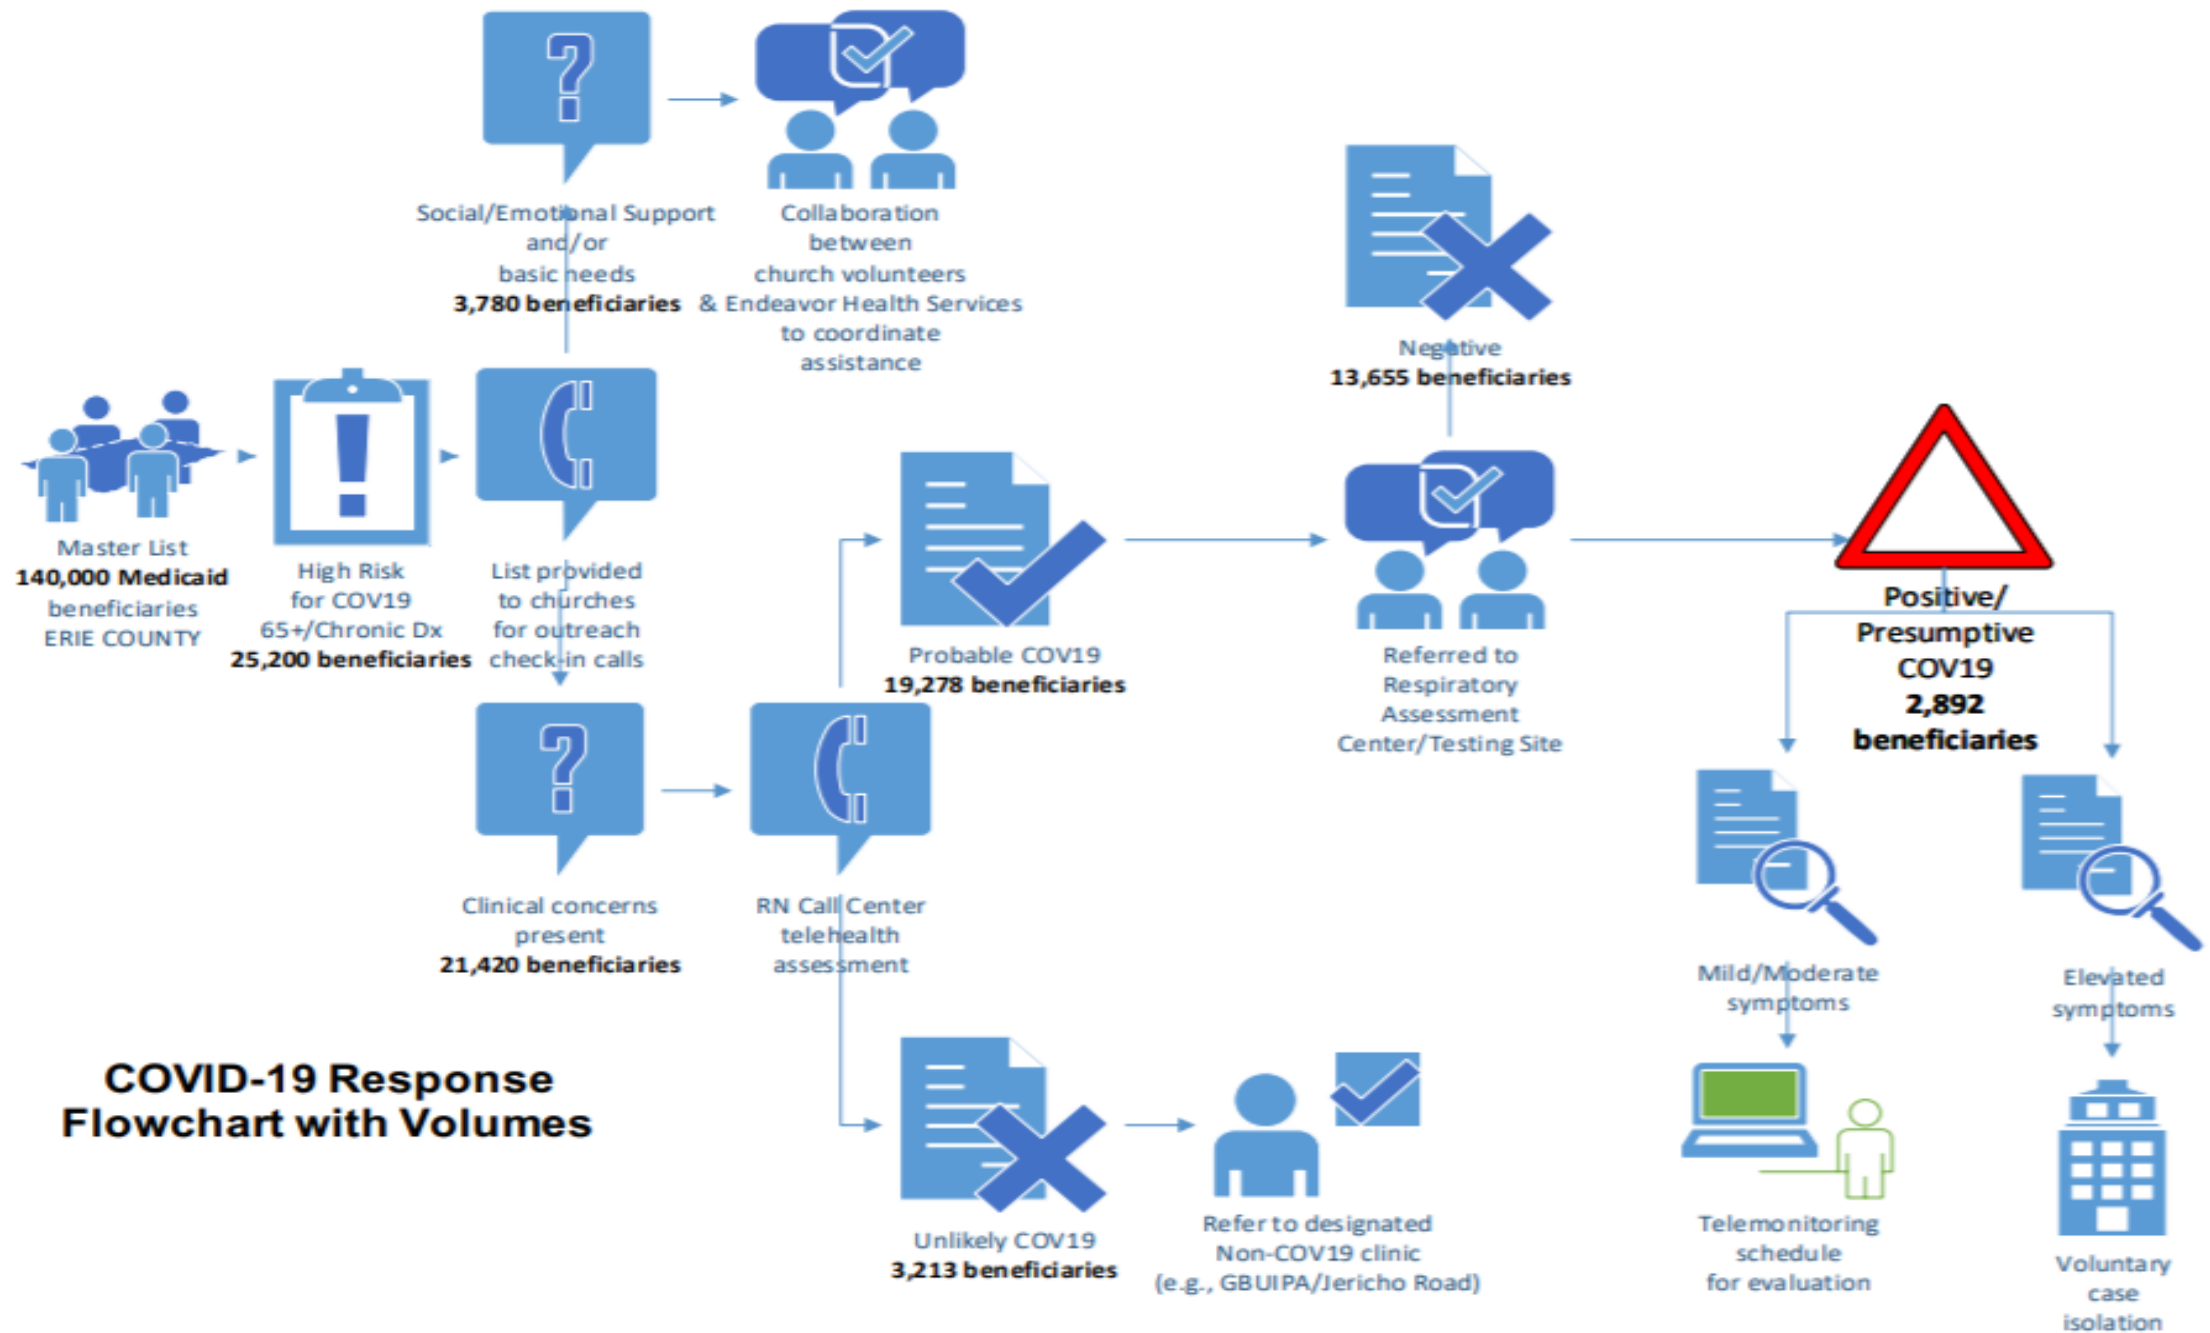 Social/Emotional Support
and/or
basic needs
3,780 beneficiaries
Collaboration
between
church volunteers
& Endeavor Health Services
to coordinate
assistance
Negative
13,655 beneficiaries
Master List
140,000 Medicaid
beneficiaries
ERIE COUNTY
High Risk
for COV19
65+/Chronic Dx
25,200 beneficiaries
List provided
to churches
for outreach
check-in calls
Probable COV19
19,278 beneficiaries
Referred to
Respiratory
Assessment
Center/Testing Site
Positive/
Presumptive
COV19
2,892
beneficiaries
Clinical concerns
present
21,420 beneficiaries
RN Call Center
telehealth
assessment
Mild/Moderate
symptoms
Elevated
symptoms
COVID-19 Response
Flowchart with Volumes
Unlikely COV19
3,213 beneficiaries
Refer to designated
Non-COV19 clinic
(e.g., GBUIPA/Jericho Road)
Telemonitoring
schedule
for evaluation
Voluntary
case
isolation